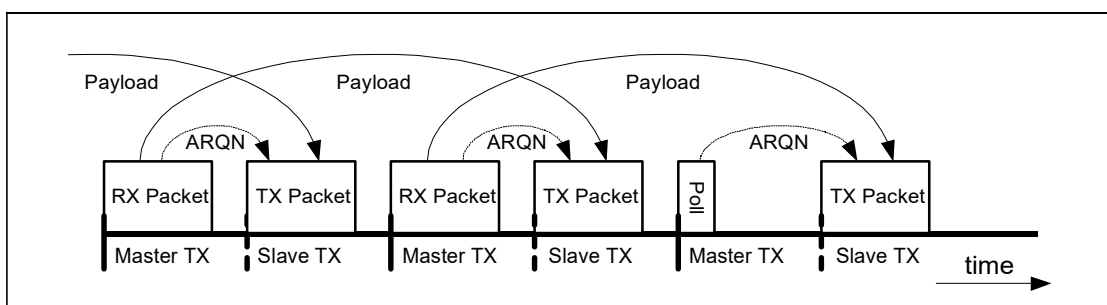 Payload Payload Payload
ARQN ARQN ARQN
RX Packet TX Packet RX Packet TX Packet Poll TX Packet
Master TX Slave TX Master TX Slave TX Master TX Slave TX
time